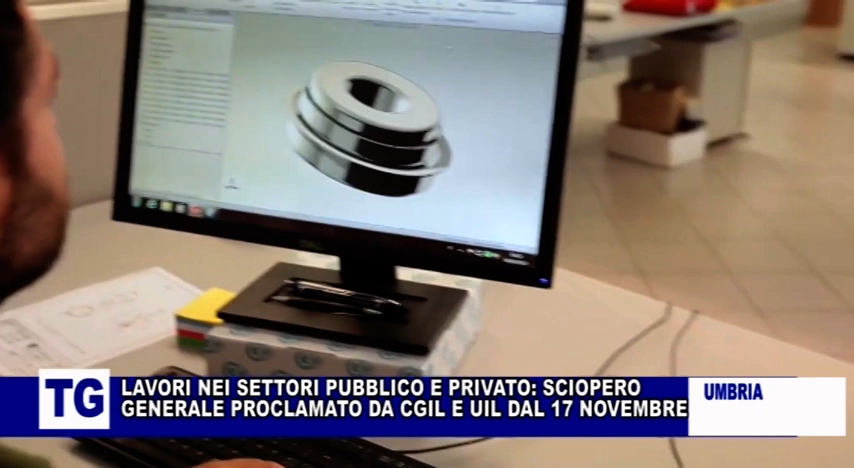 TG
LAVORI NEI SETTORI PUBBLICO E PRIVATO: SCIOPERO
GENERALE PROCLAMATO DA CGIL E UIL DAL 17 NOVEMBRE
UMBRIA